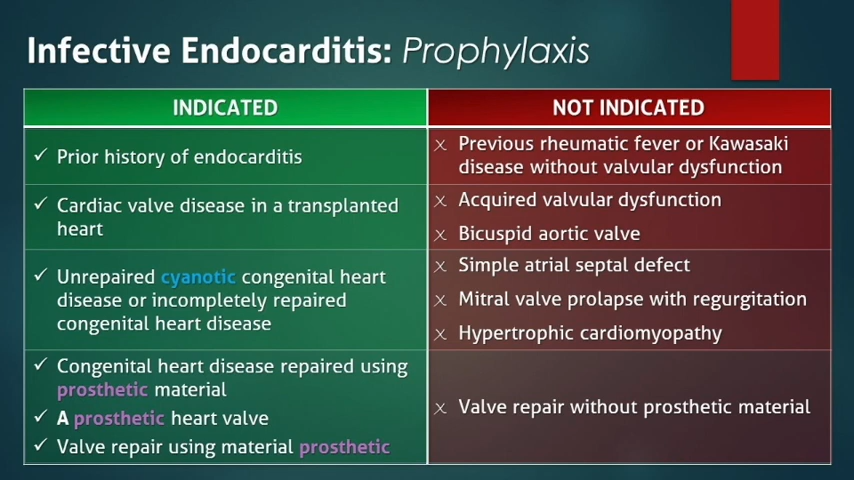 Infective Endocarditis: Prophylaxis
INDICATED
NOT INDICATED
✓ Prior history of endocarditis
x Previous rheumatic fever or Kawasaki
disease without valvular dysfunction
✓ Cardiac valve disease in a transplanted
heart
x Acquired valvular dysfunction
x Bicuspid aortic valve
✓ Unrepaired cyanotic congenital heart
disease or incompletely repaired
congenital heart disease
x Simple atrial septal defect
x Mitral valve prolapse with regurgitation
x Hypertrophic cardiomyopathy
✓ Congenital heart disease repaired using
prosthetic material
✓ A prosthetic heart valve
✓ Valve repair using material prosthetic
x Valve repair without prosthetic material